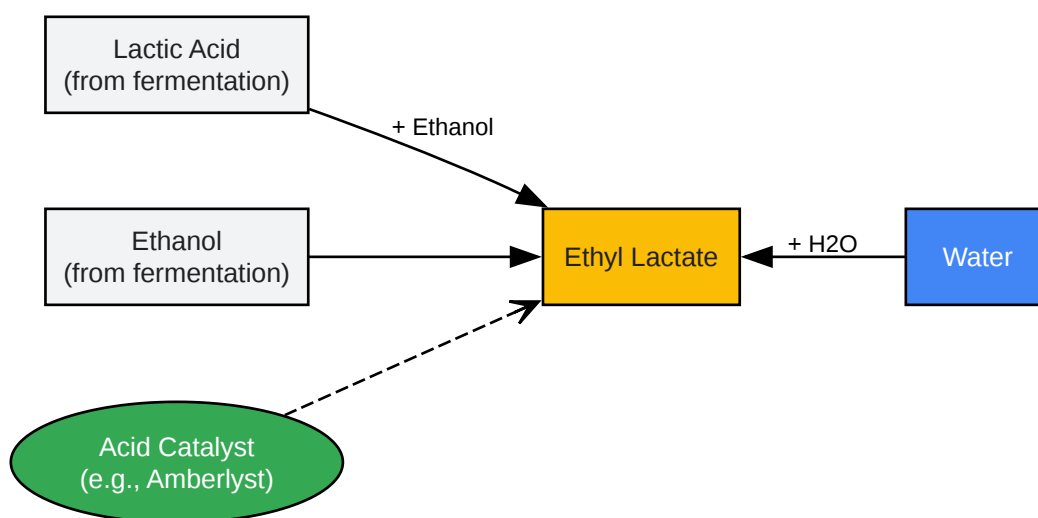 Lactic Acid
(from fermentation)
+ Ethanol
Ethanol
(from fermentation)
Ethyl Lactate
+ H2O
Water
Acid Catalyst
(e.g., Amberlyst)